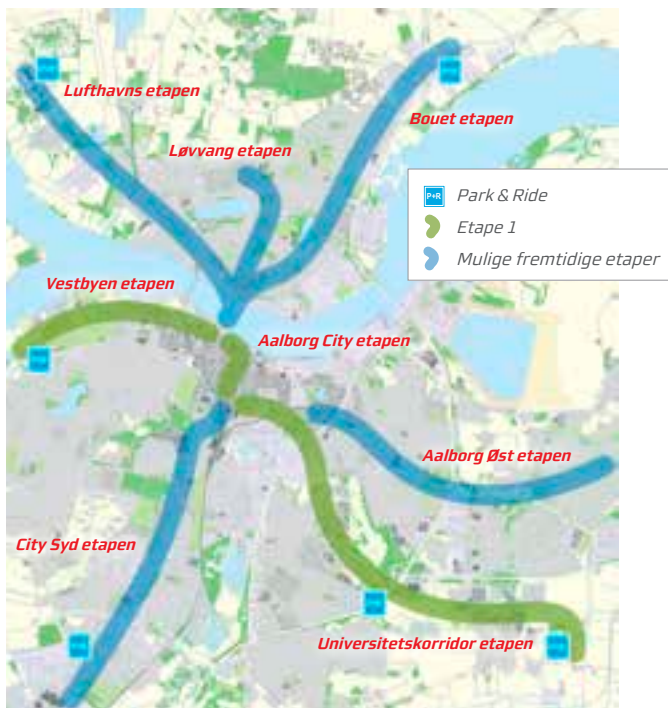 Lufthavns etapen
Bouet etapen
Løvvang etapen
P+R Park & Ride
Etape 1
Mulige fremtidige etaper
Vestbyen etapen
Aalborg City etapen
Aalborg Øst etapen
City Syd etapen
Universitetskorridor etapen